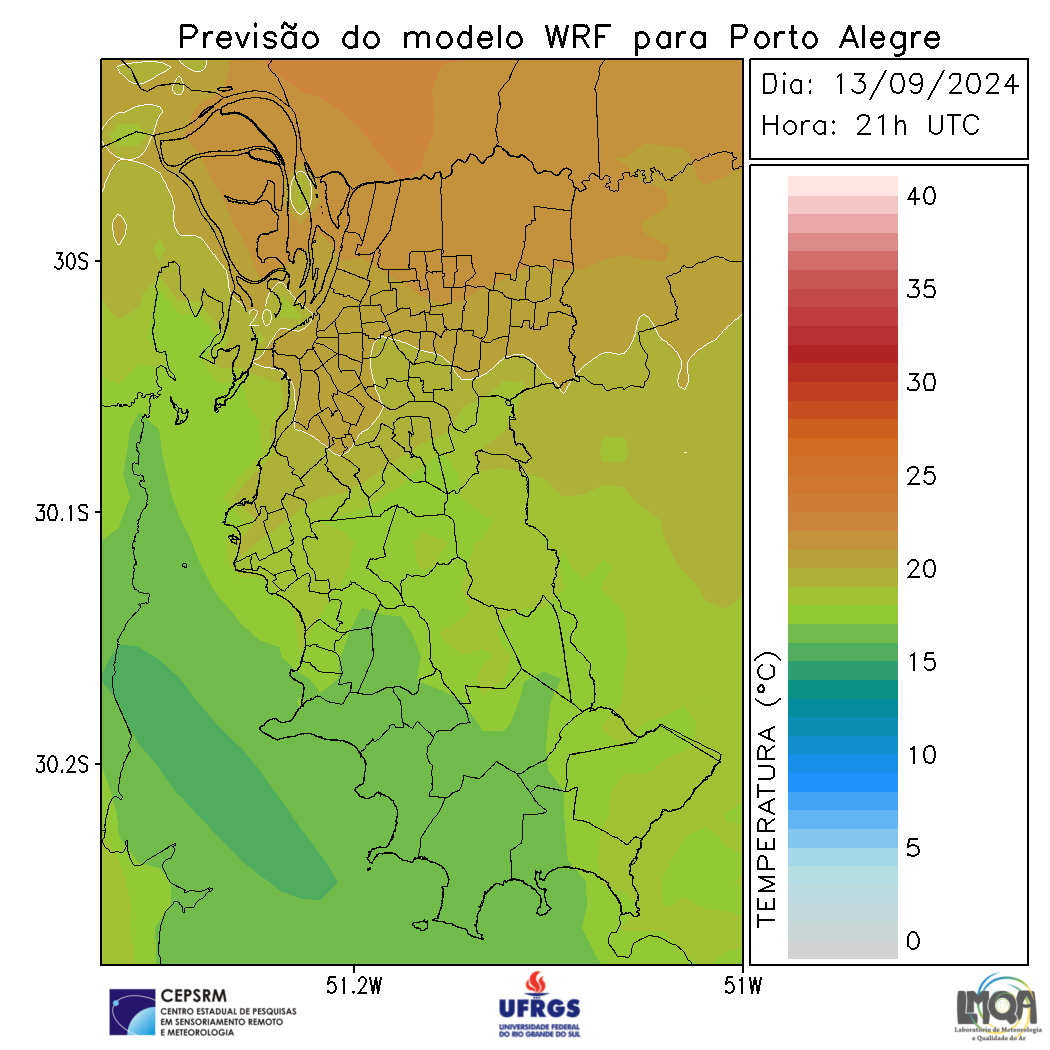 Previsão do modelo WRF para Porto Alegre
Dia: 13/09/2024
Hora: 21h UTC
40
35
30
25
20
15
10
5
0
TEMPERATURA (°C)
30S
30.1S
30.2S
20
51.2W
51W
CEPSRM
CENTRO ESTADUAL DE PESQUISAS
EM SENSORIAMENTO REMOTO
E METEOROLOGIA
UFRGS
UNIVERSIDADE FEDERAL
DO RIO GRANDE DO SUL
LMQA
Laboratório de Meteorologia
e Qualidade do Ar